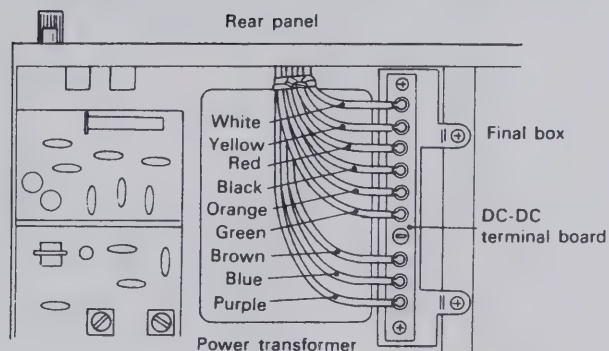 Rear panel
White
Yellow
Red
Black
Orange
Green
Brown
Blue
Purple
Final box
DC-DC
terminal board
Power transformer